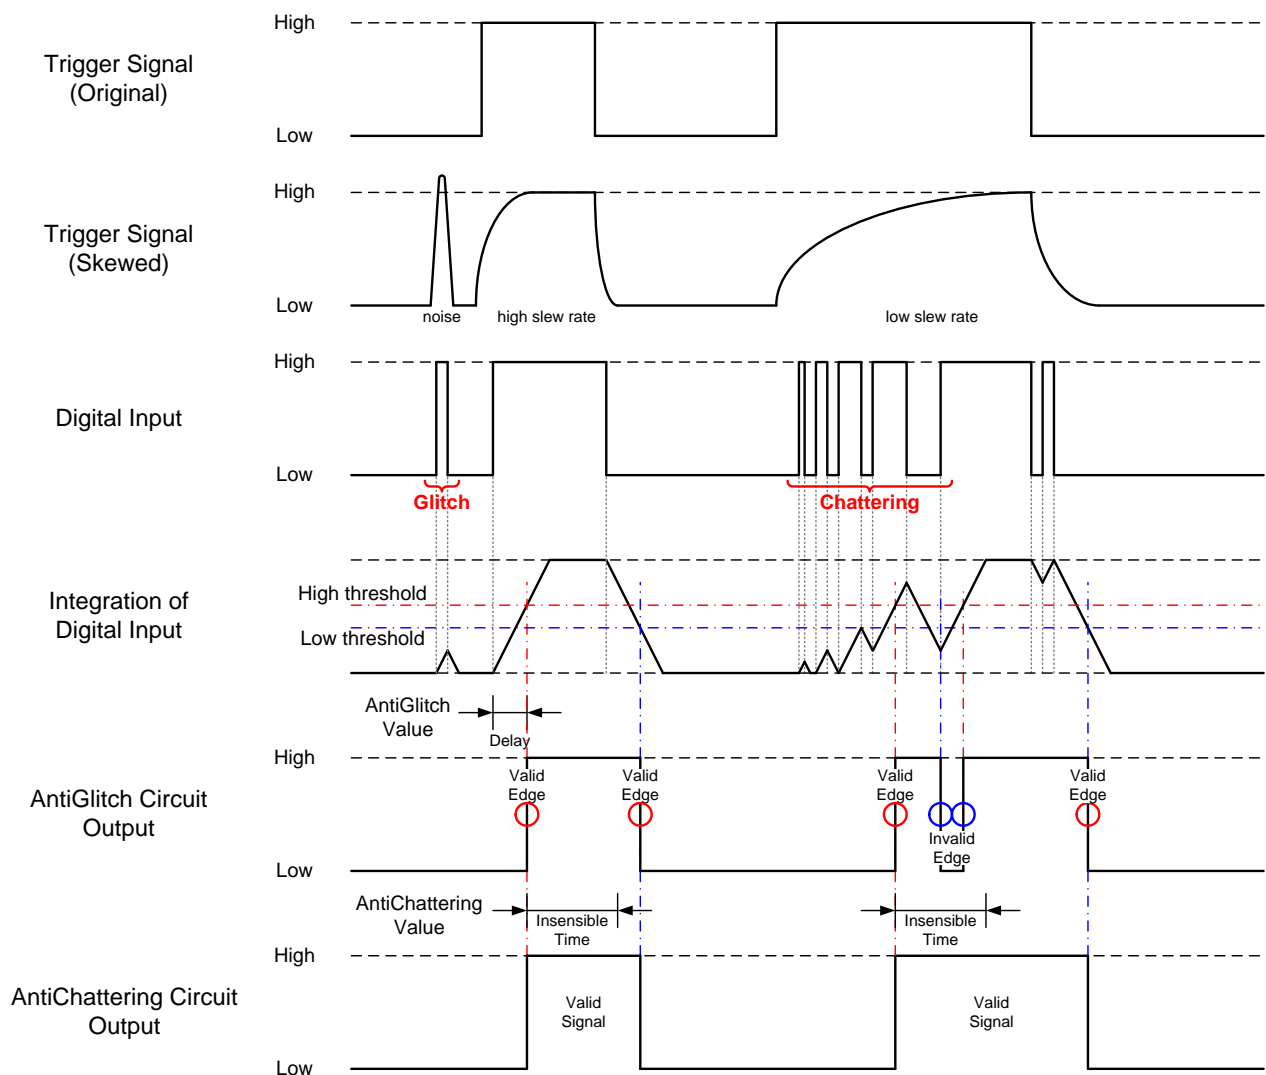 High
Trigger Signal
(Original)
Low
High
Trigger Signal
(Skewed)
Low
noise
high slew rate
low slew rate
High
Digital Input
Low
Glitch
Chattering
High threshold
Integration of
Digital Input
Low threshold
AntiGlitch
Value
Delay
High
Valid
Edge
Valid
Edge
Valid
Edge
Valid
Edge
AntiGlitch Circuit
Output
Invalid
Edge
Low
AntiChattering
Value
Insensible
Time
Insensible
Time
High
AntiChattering Circuit
Output
Valid
Signal
Valid
Signal
Low